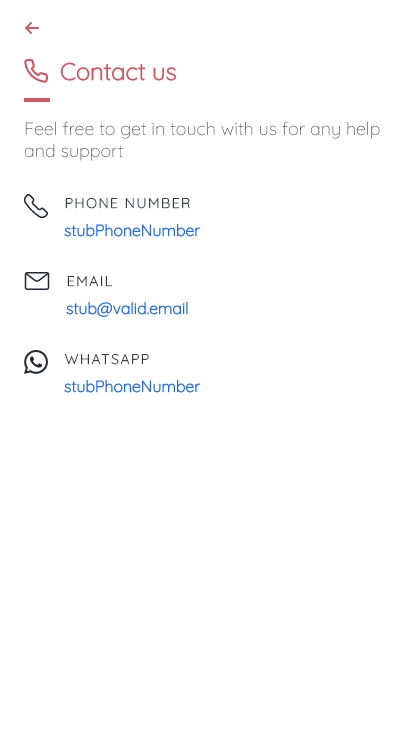 Contact us
Feel free to get in touch with us for any help
and support
PHONE NUMBER
stubPhoneNumber
EMAIL
stub@valid.email
WHATSAPP
stubPhoneNumber